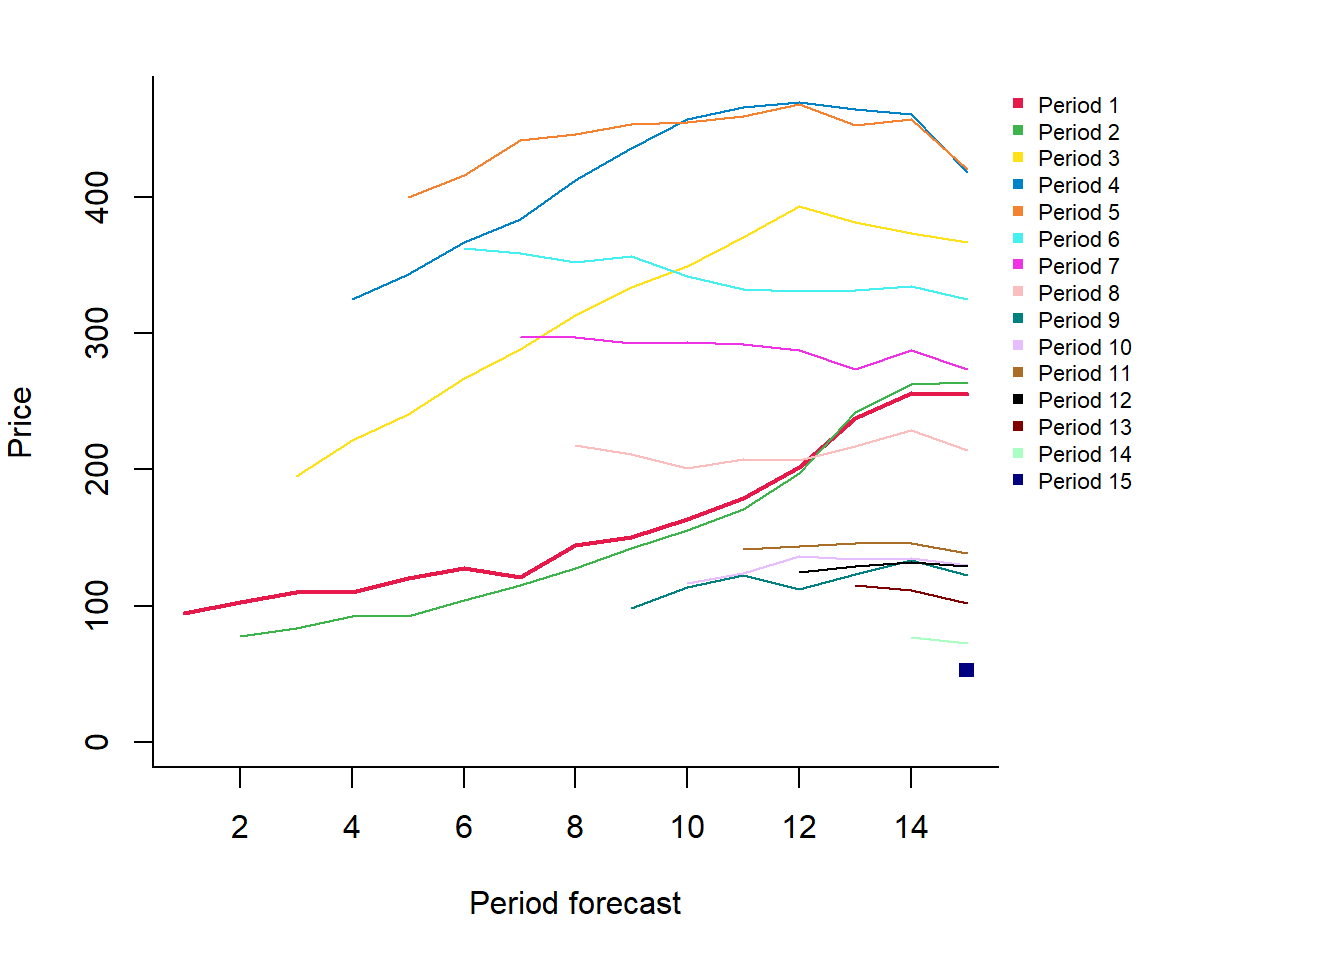 Price
400
300
200
100
0
2 4 6 8 10 12 14
Period forecast
Period 1
Period 2
Period 3
Period 4
Period 5
Period 6
Period 7
Period 8
Period 9
Period 10
Period 11
Period 12
Period 13
Period 14
Period 15